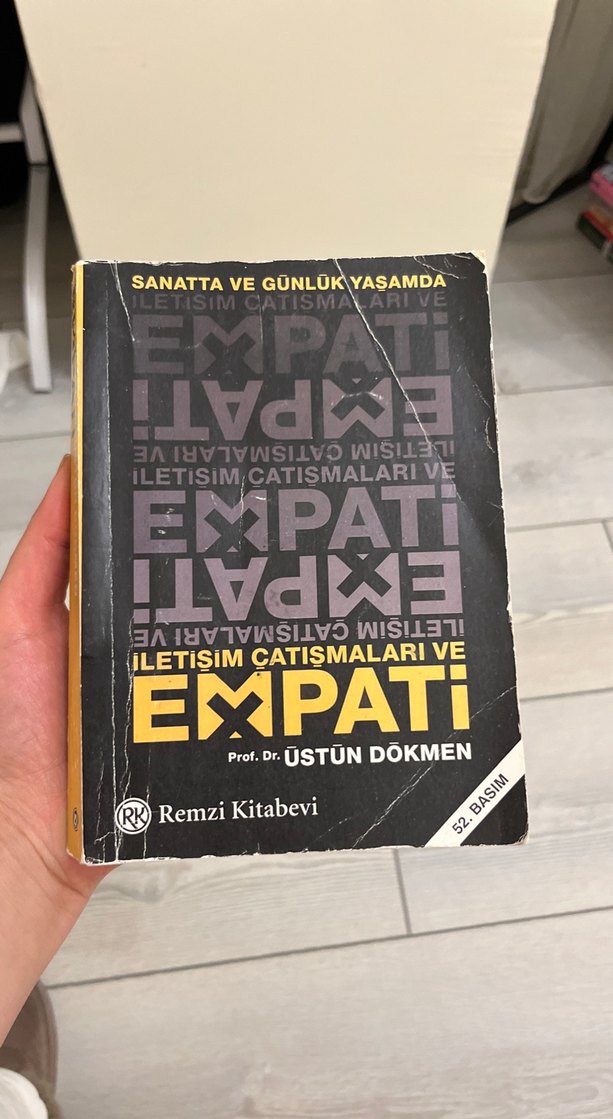 SANATTA VE GÜNLÜK YAŞAMDA
İLETİŞİM ÇATIŞMALARI VE
EMPATİ
EMPATİ
İLETİŞİM ÇATIŞMALARI VE
İLETİŞİM ÇATIŞMALARI VE
EMPATİ
EMPATİ
İLETİŞİM ÇATIŞMALARI VE
İLETİŞİM ÇATIŞMALARI VE
EMPATİ
Prof. Dr. ÜSTÜN DÖKMEN
RK Remzi Kitabevi
52. BASIM